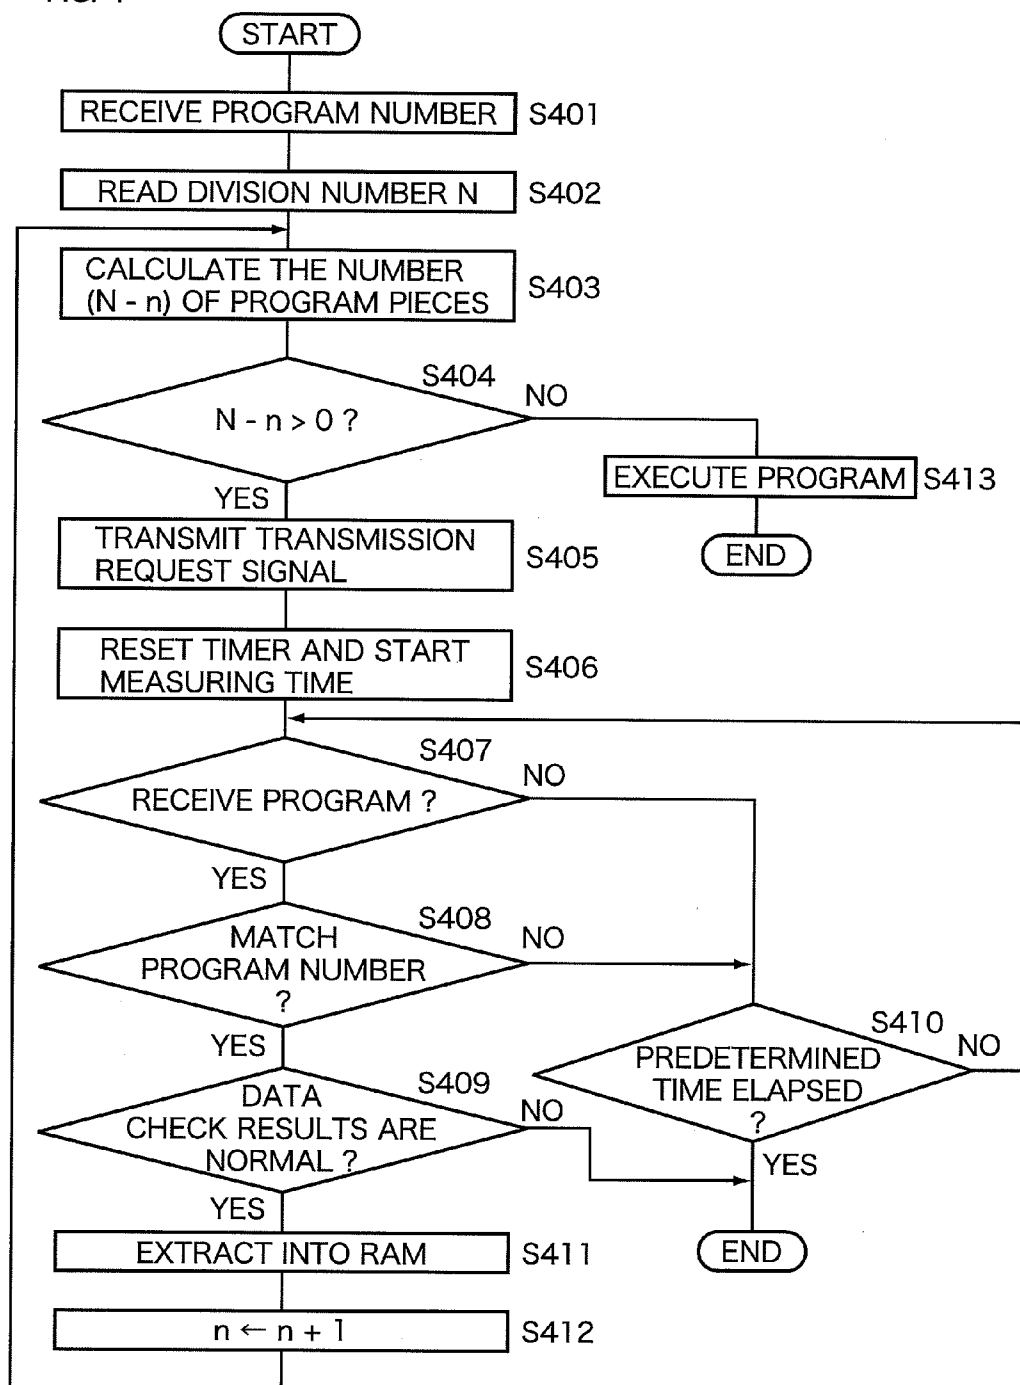 START
RECEIVE PROGRAM NUMBER S401
READ DIVISION NUMBER N S402
CALCULATE THE NUMBER
(N - n) OF PROGRAM PIECES S403
S404
N - n > 0 ?
NO
YES
EXECUTE PROGRAM S413
END
TRANSMIT TRANSMISSION
REQUEST SIGNAL S405
RESET TIMER AND START
MEASURING TIME S406
S407
RECEIVE PROGRAM ?
NO
YES
S408
MATCH
PROGRAM NUMBER
?
NO
YES
S410
PREDETERMINED
TIME ELAPSED
?
NO
YES
S409
DATA
CHECK RESULTS ARE
NORMAL ?
NO
YES
END
EXTRACT INTO RAM S411
n ← n + 1 S412